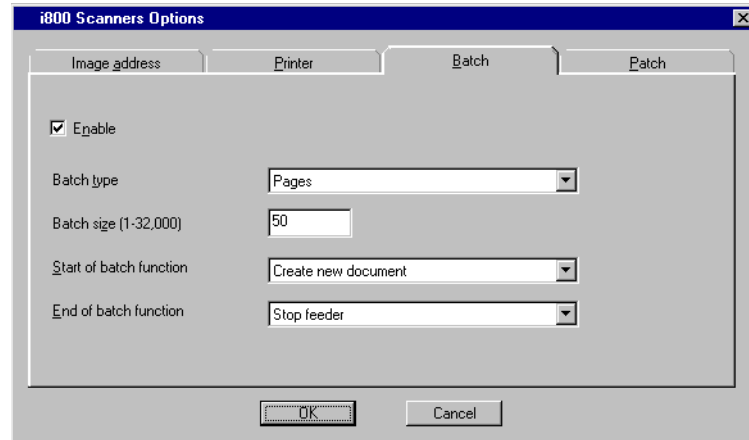 i800 Scanners Options
Image address Printer Batch Patch
Enable
Batch type Pages
Batch size (1-32,000) 50
Start of batch function Create new document
End of batch function Stop feeder
OK Cancel